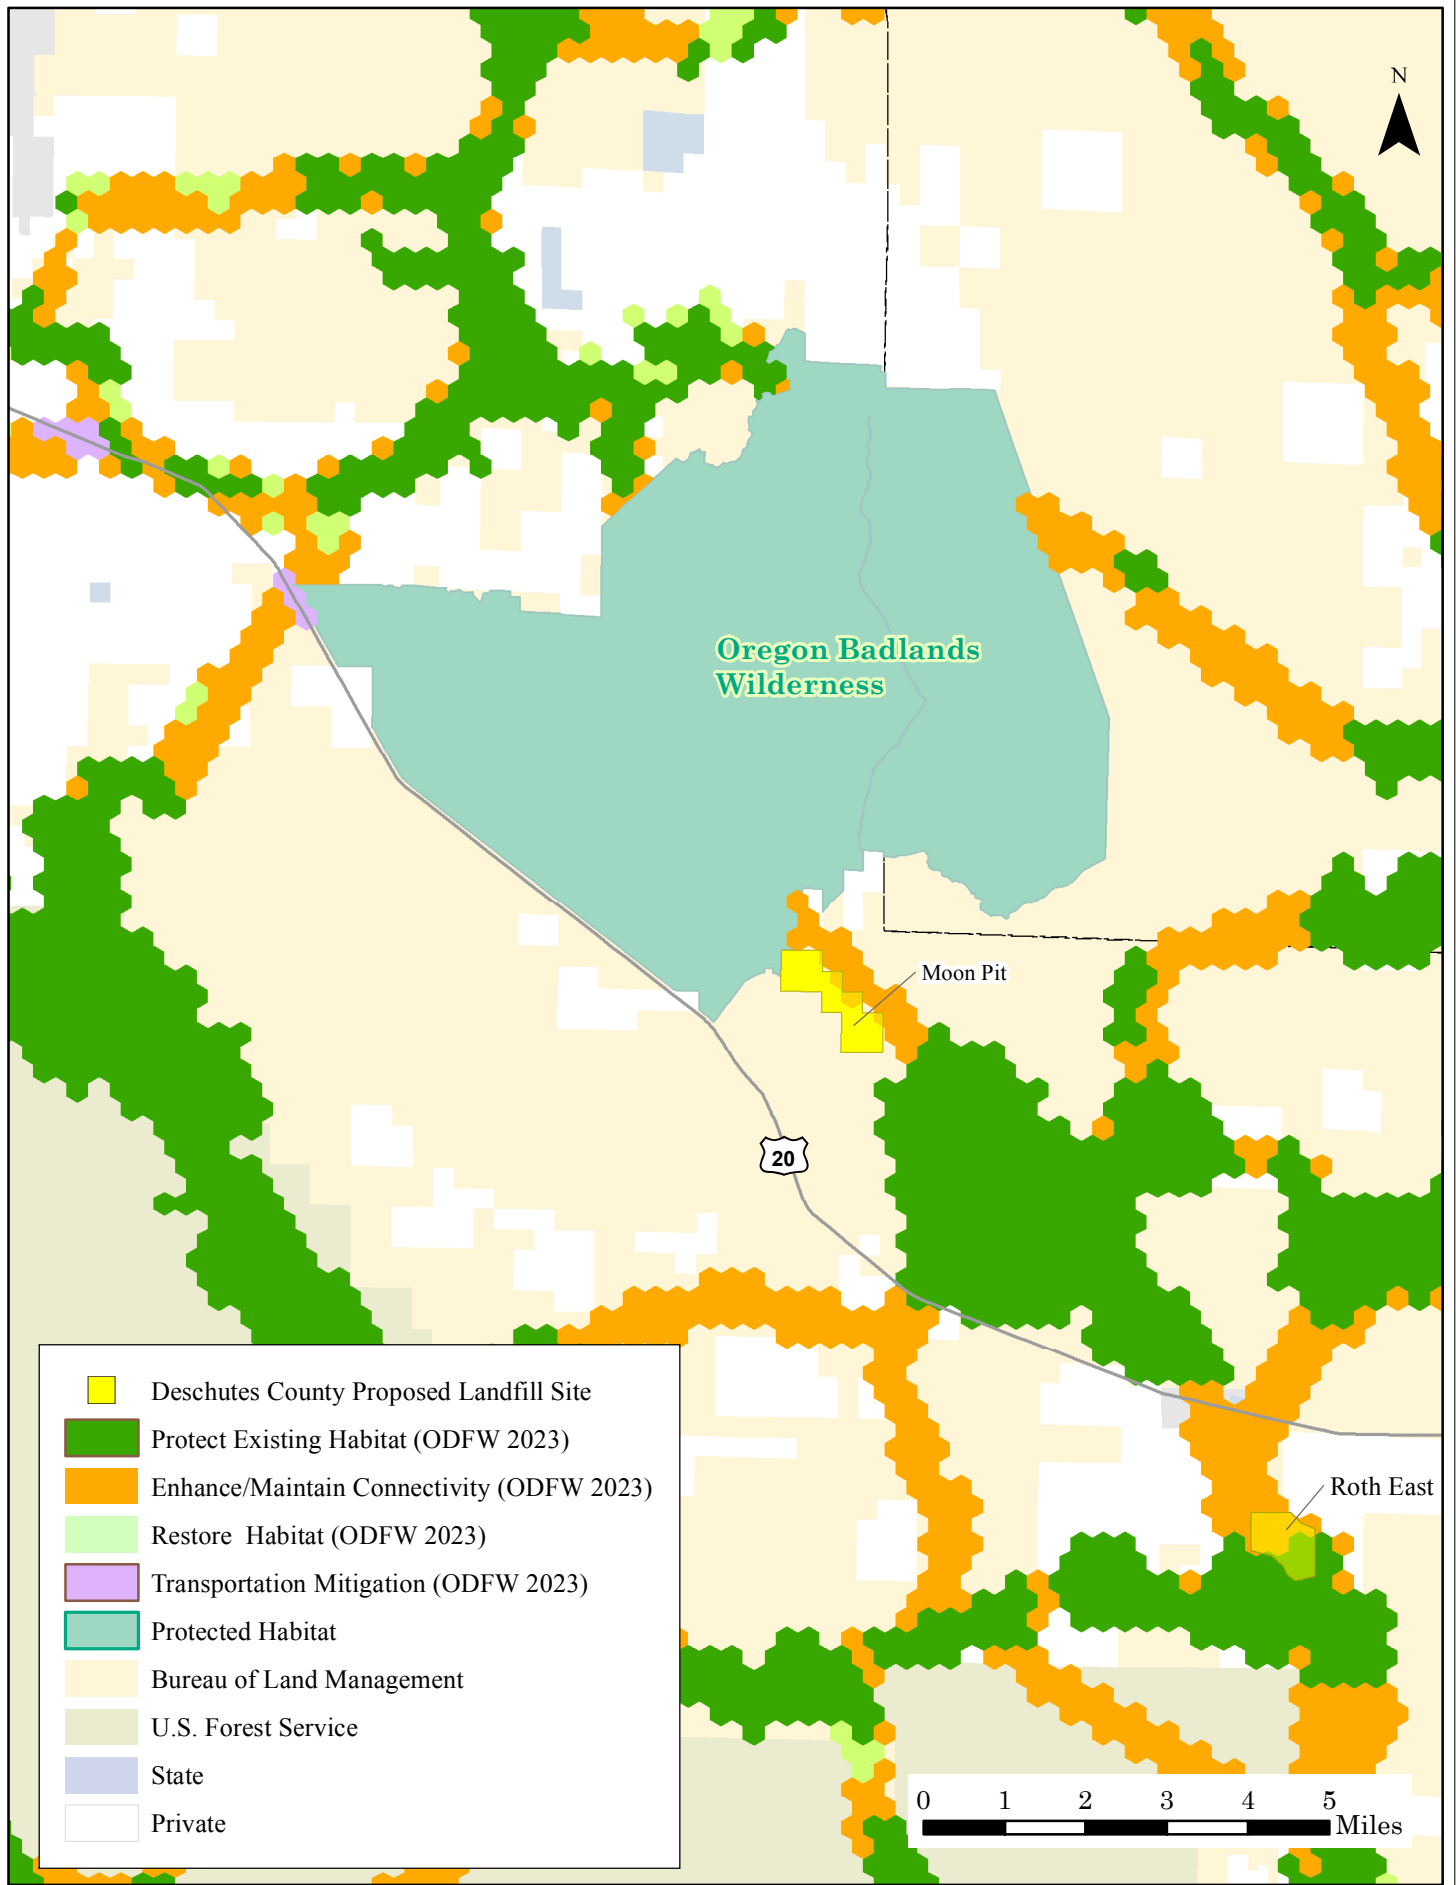 N
Oregon Badlands
Wilderness
Moon Pit
20
Roth East
Deschutes County Proposed Landfill Site
Protect Existing Habitat (ODFW 2023)
Enhance/Maintain Connectivity (ODFW 2023)
Restore Habitat (ODFW 2023)
Transportation Mitigation (ODFW 2023)
Protected Habitat
Bureau of Land Management
U.S. Forest Service
State
Private
0 1 2 3 4 5
Miles